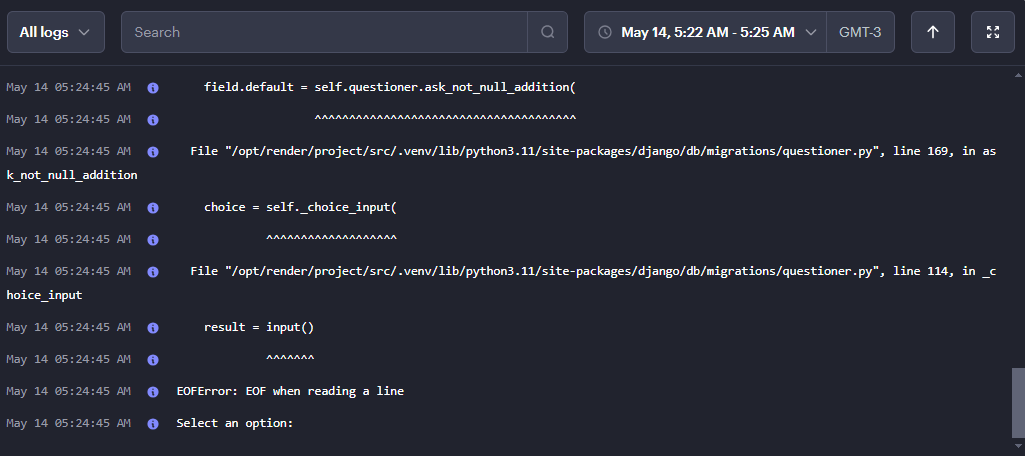 All logs
Search
May 14, 5:22 AM - 5:25 AM
GMT-3
May 14 05:24:45 AM field.default = self.questioner.ask_not_null_addition(
May 14 05:24:45 AM ^^^^^^^^^^^^^^^^^^^^^^^^^^^^^^^^^^^^^^
May 14 05:24:45 AM File "/opt/render/project/src/.venv/lib/python3.11/site-packages/django/db/migrations/questioner.py", line 169, in as
k_not_null_addition
May 14 05:24:45 AM choice = self._choice_input(
May 14 05:24:45 AM ^^^^^^^^^^^^^^^^^^^
May 14 05:24:45 AM File "/opt/render/project/src/.venv/lib/python3.11/site-packages/django/db/migrations/questioner.py", line 114, in _c
hoice_input
May 14 05:24:45 AM result = input()
May 14 05:24:45 AM ^^^^^^^
May 14 05:24:45 AM EOFError: EOF when reading a line
May 14 05:24:45 AM Select an option: